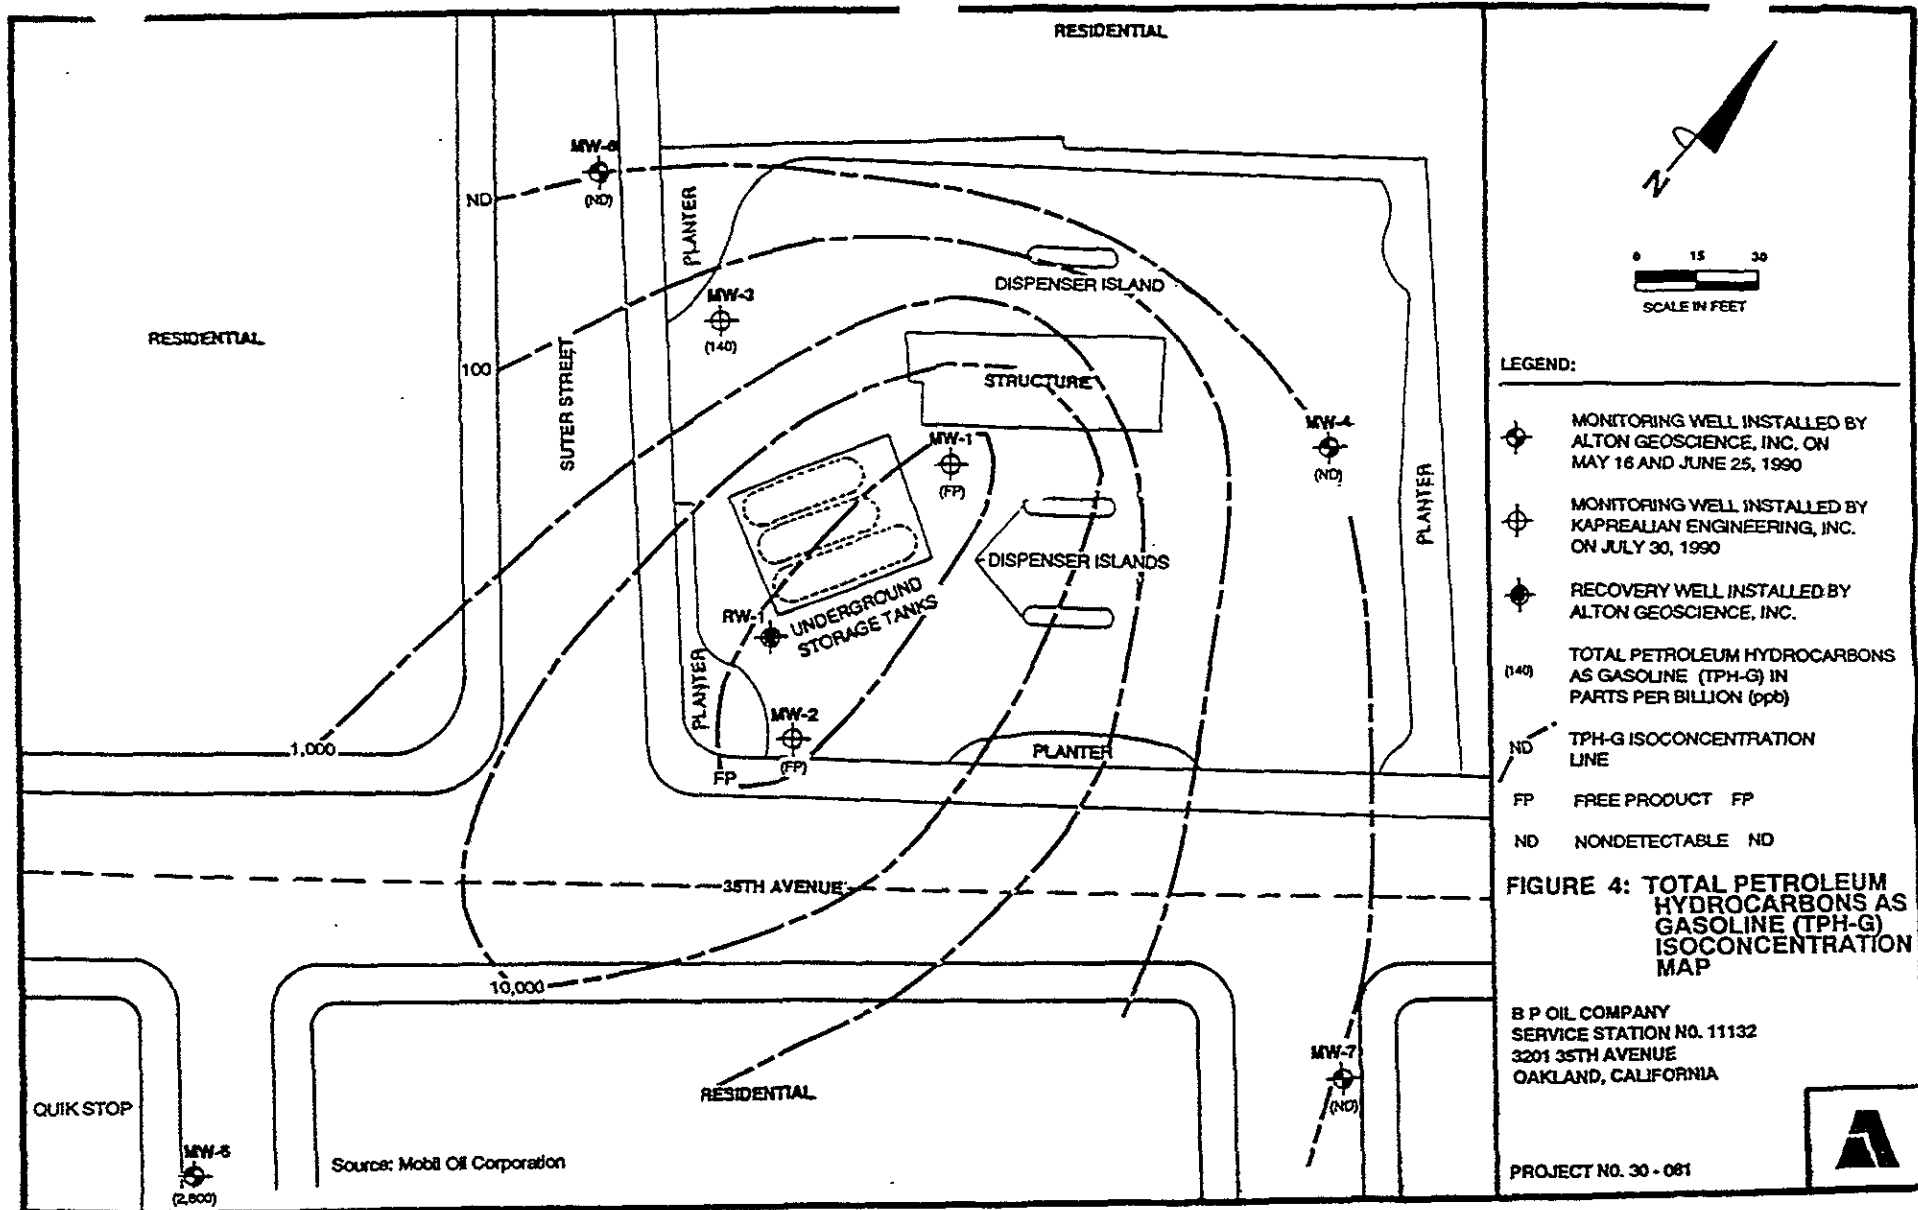 RESIDENTIAL
MW-6
(ND)
ND
PLANTER
N
0 15 30
SCALE IN FEET
DISPENSER ISLAND
MW-3
(140)
RESIDENTIAL
100
SUTER STREET
STRUCTURE
MW-1
(FP)
MW-4
(ND)
PLANTER
DISPENSER ISLANDS
RW-1
UNDERGROUND
STORAGE TANKS
PLANTER
MW-2
(FP)
FP
PLANTER
1,000
35TH AVENUE
10,000
RESIDENTIAL
MW-7
(ND)
QUIK STOP
(2,800)
Source: Mobil Oil Corporation
LEGEND:
MONITORING WELL INSTALLED BY
ALTON GEOSCIENCE, INC. ON
MAY 16 AND JUNE 25, 1990
MONITORING WELL INSTALLED BY
KAPREALIAN ENGINEERING, INC.
ON JULY 30, 1990
RECOVERY WELL INSTALLED BY
ALTON GEOSCIENCE, INC.
(140)
TOTAL PETROLEUM HYDROCARBONS
AS GASOLINE (TPH-G) IN
PARTS PER BILLION (ppb)
ND
TPH-G ISOCONCENTRATION
LINE
FP FREE PRODUCT FP
ND NONDETECTABLE ND
FIGURE 4: TOTAL PETROLEUM
HYDROCARBONS AS
GASOLINE (TPH-G)
ISOCONCENTRATION
MAP
B P OIL COMPANY
SERVICE STATION NO. 11132
3201 35TH AVENUE
OAKLAND, CALIFORNIA
PROJECT NO. 30 - 061